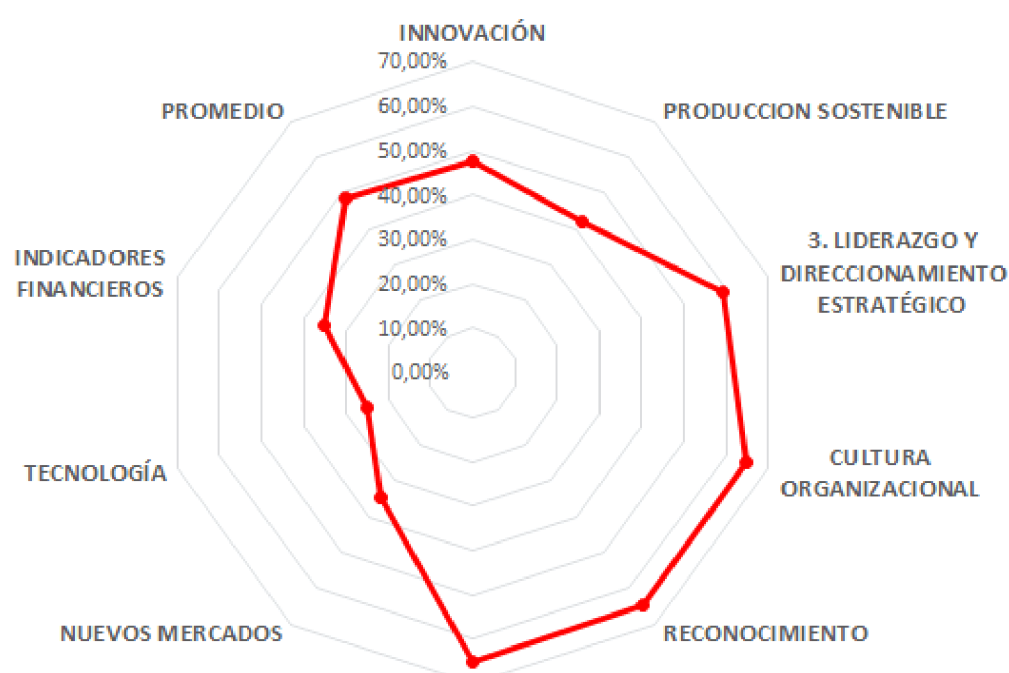 INNOVACIÓN
70,00%
60,00%
50,00%
40,00%
30,00%
20,00%
10,00%
0,00%
PRODUCCION SOSTENIBLE
3. LIDERAZGO Y
DIRECCIONAMIENTO
ESTRATÉGICO
CULTURA
ORGANIZACIONAL
RECONOCIMIENTO
NUEVOS MERCADOS
TECNOLOGÍA
INDICADORES
FINANCIEROS
PROMEDIO